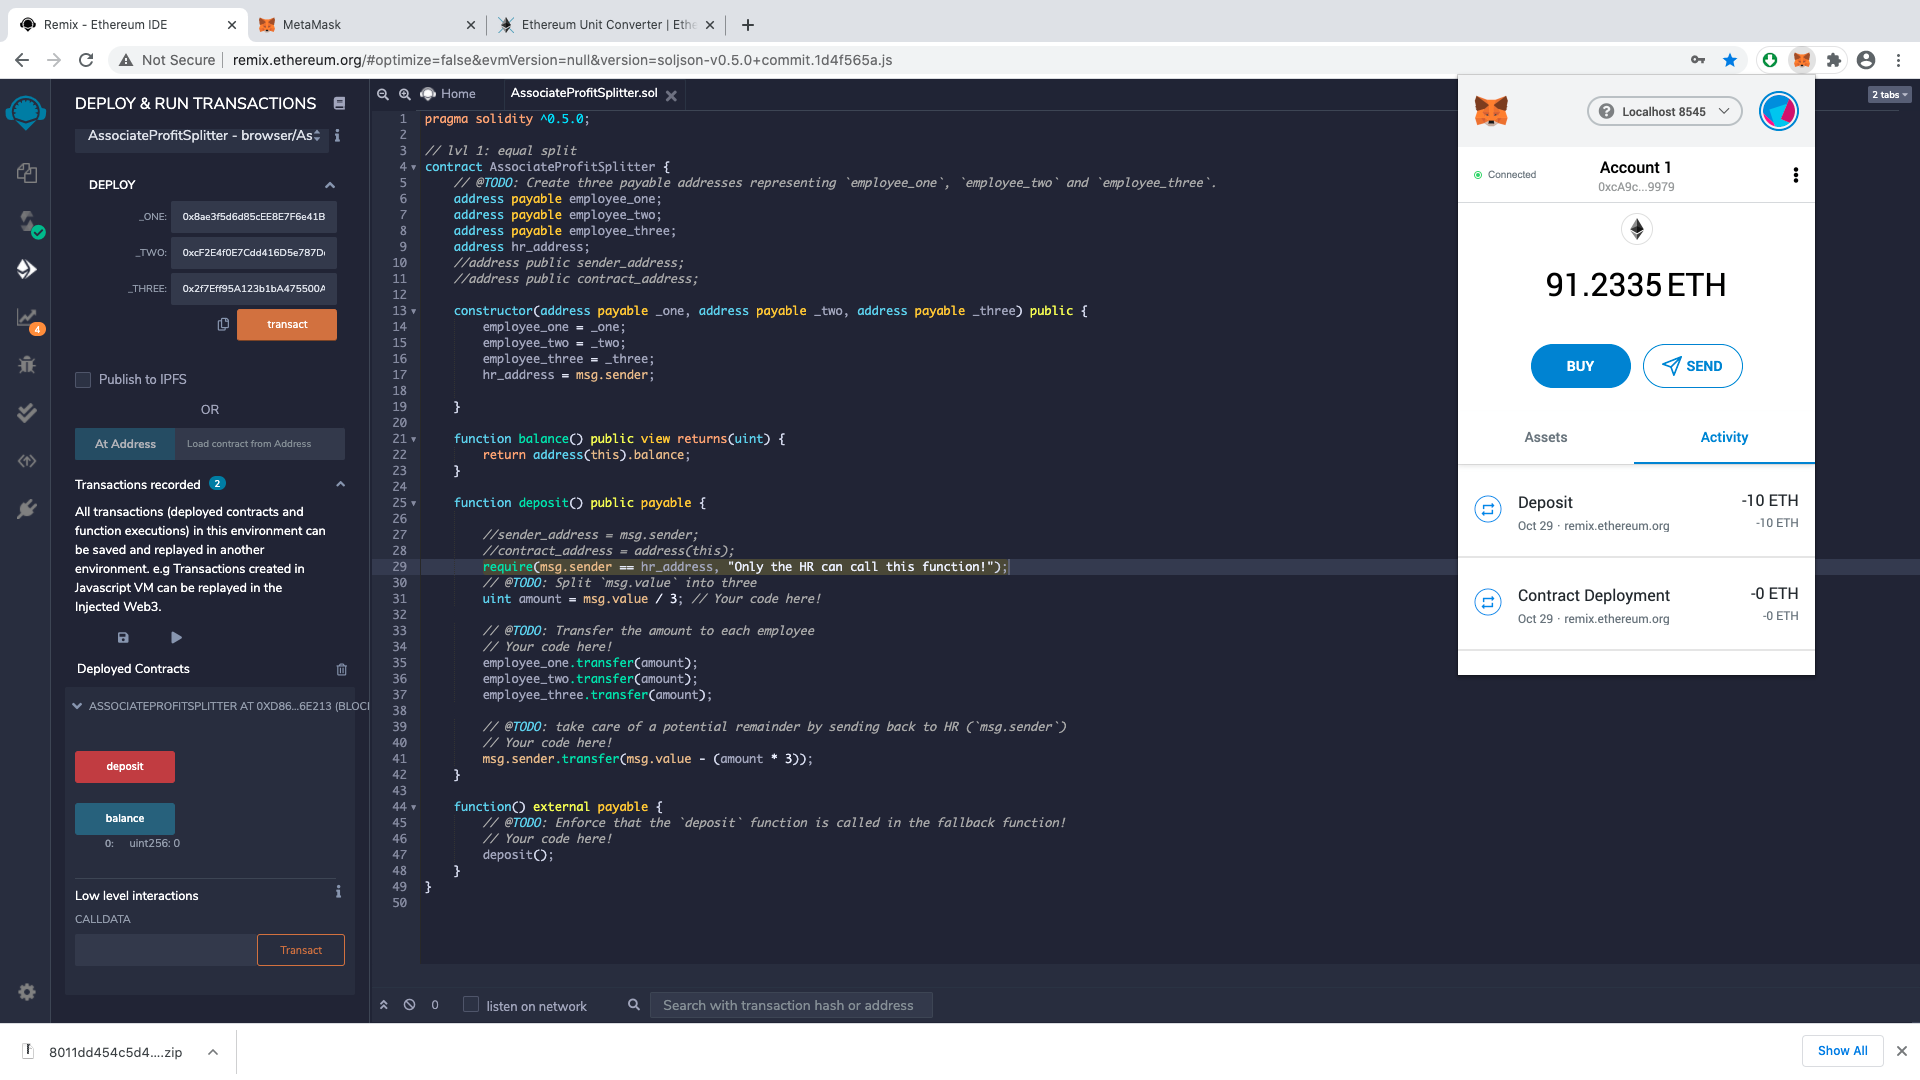 Remix - Ethereum IDE
MetaMask
Ethereum Unit Converter | Ethe
Not Secure
remix.ethereum.org/#optimize=false&evmVersion=null&version=soljson-v0.5.0+commit.1d4f565a.js
DEPLOY & RUN TRANSACTIONS
AssociateProfitSplitter - browser/As
DEPLOY
_ONE:
0x8ae3f5d6d85cEE8E7F6e41B
_TWO:
0xcF2E4f0E7Cdd416D5e787D
_THREE:
0x2f7Eff95A123b1bA475500A
transact
Publish to IPFS
OR
At Address
Load contract from Address
Transactions recorded 2
All transactions (deployed contracts and
function executions) in this environment can
be saved and replayed in another
environment. e.g Transactions created in
Javascript VM can be replayed in the
Injected Web3.
Deployed Contracts
ASSOCIATEPROFITSPLITTER AT 0XD86...6E213 (BLOC
deposit
balance
0: uint256: 0
Low level interactions
CALLDATA
Transact
4
Home
AssociateProfitSplitter.sol
2 tabs
1 pragma solidity ^0.5.0;
2
3 // lvl 1: equal split
4 contract AssociateProfitSplitter {
5 // @TODO: Create three payable addresses representing `employee_one`, `employee_two` and `employee_three`.
6 address payable employee_one;
7 address payable employee_two;
8 address payable employee_three;
9 address hr_address;
10 //address public sender_address;
11 //address public contract_address;
12
13 constructor(address payable _one, address payable _two, address payable _three) public {
14 employee_one = _one;
15 employee_two = _two;
16 employee_three = _three;
17 hr_address = msg.sender;
18
19 }
20
21 function balance() public view returns(uint) {
22 return address(this).balance;
23 }
24
25 function deposit() public payable {
26
27 //sender_address = msg.sender;
28 //contract_address = address(this);
29 require(msg.sender == hr_address, "Only the HR can call this function!");
30 // @TODO: Split `msg.value` into three
31 uint amount = msg.value / 3; // Your code here!
32
33 // @TODO: Transfer the amount to each employee
34 // Your code here!
35 employee_one.transfer(amount);
36 employee_two.transfer(amount);
37 employee_three.transfer(amount);
38
39 // @TODO: take care of a potential remainder by sending back to HR (`msg.sender`)
40 // Your code here!
41 msg.sender.transfer(msg.value - (amount * 3));
42 }
43
44 function() external payable {
45 // @TODO: Enforce that the `deposit` function is called in the fallback function!
46 // Your code here!
47 deposit();
48 }
49 }
50
0
listen on network
Search with transaction hash or address
Localhost 8545
Connected
Account 1
0xcA9c...9979
91.2335 ETH
BUY
SEND
Assets
Activity
Deposit
-10 ETH
Oct 29 · remix.ethereum.org
-10 ETH
Contract Deployment
-0 ETH
Oct 29 · remix.ethereum.org
-0 ETH
8011dd454c5d4....zip
Show All